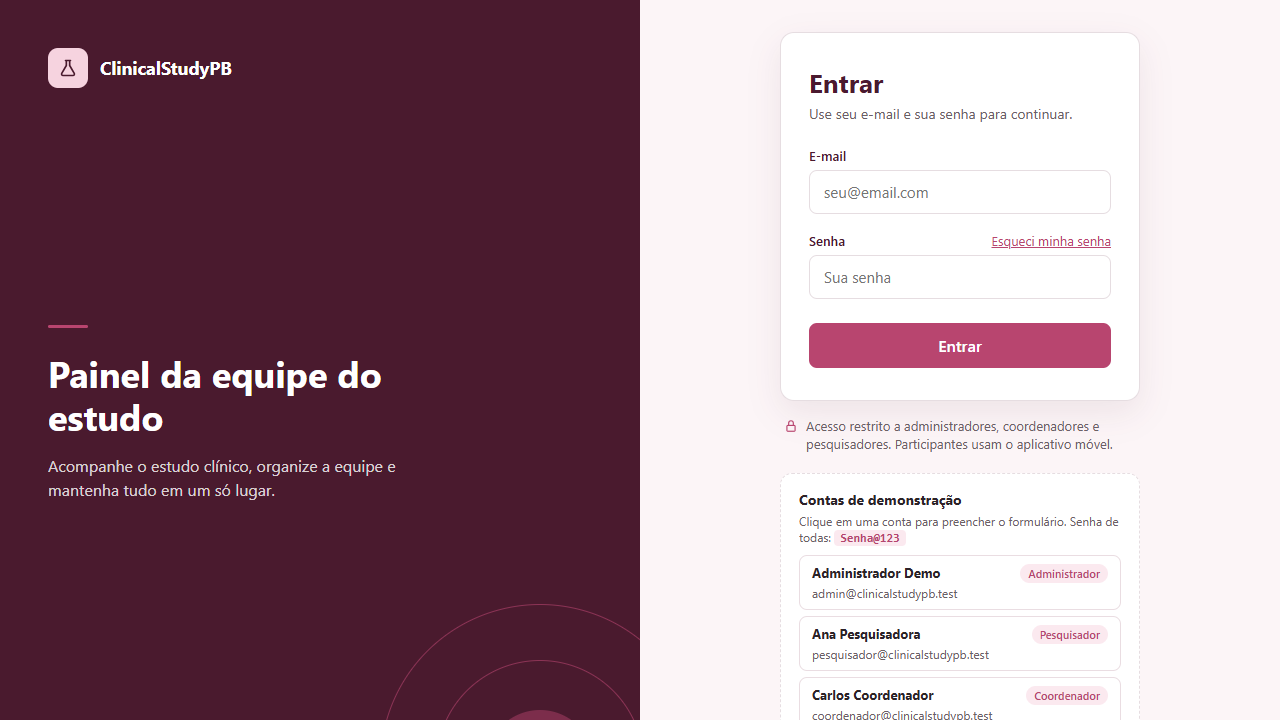 ClinicalStudyPB
Painel da equipe do
estudo
Acompanhe o estudo clínico, organize a equipe e
mantenha tudo em um só lugar.
Entrar
Use seu e-mail e sua senha para continuar.
E-mail
seu@email.com
Senha
Esqueci minha senha
Sua senha
Entrar
Acesso restrito a administradores, coordenadores e
pesquisadores. Participantes usam o aplicativo móvel.
Contas de demonstração
Clique em uma conta para preencher o formulário. Senha de
todas: Senha@123
Administrador Demo
Administrador
admin@clinicalstudypb.test
Ana Pesquisadora
Pesquisador
pesquisador@clinicalstudypb.test
Carlos Coordenador
Coordenador
coordenador@clinicalstudypb.test